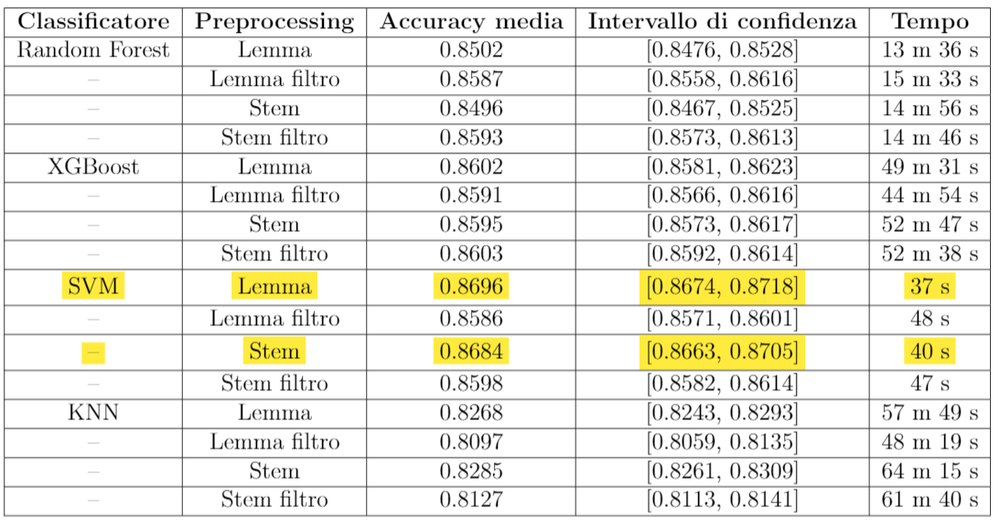 Classificatore Preprocessing Accuracy media Intervallo di confidenza Tempo
Random Forest Lemma 0.8502 [0.8476, 0.8528] 13 m 36 s
– Lemma filtro 0.8587 [0.8558, 0.8616] 15 m 33 s
– Stem 0.8496 [0.8467, 0.8525] 14 m 56 s
– Stem filtro 0.8593 [0.8573, 0.8613] 14 m 46 s
XGBoost Lemma 0.8602 [0.8581, 0.8623] 49 m 31 s
– Lemma filtro 0.8591 [0.8566, 0.8616] 44 m 54 s
– Stem 0.8595 [0.8573, 0.8617] 52 m 47 s
– Stem filtro 0.8603 [0.8592, 0.8614] 52 m 38 s
SVM Lemma 0.8696 [0.8674, 0.8718] 37 s
– Lemma filtro 0.8586 [0.8571, 0.8601] 48 s
– Stem 0.8684 [0.8663, 0.8705] 40 s
– Stem filtro 0.8598 [0.8582, 0.8614] 47 s
KNN Lemma 0.8268 [0.8243, 0.8293] 57 m 49 s
– Lemma filtro 0.8097 [0.8059, 0.8135] 48 m 19 s
– Stem 0.8285 [0.8261, 0.8309] 64 m 15 s
– Stem filtro 0.8127 [0.8113, 0.8141] 61 m 40 s